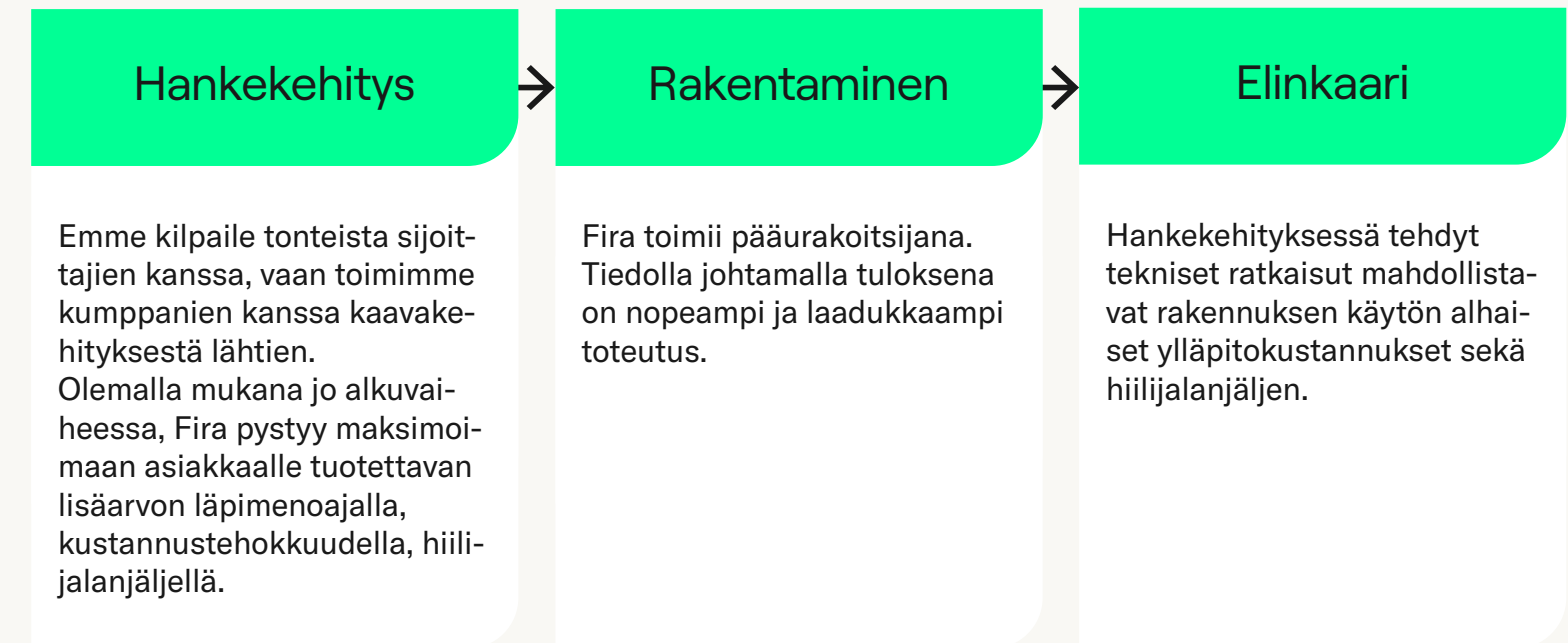 Hankekehitys
Emme kilpaile tonteista sijoit-
tajien kanssa, vaan toimimme
kumppanien kanssa kaavake-
hityksestä lähtien.
Olemalla mukana jo alkuvai-
heessa, Fira pystyy maksimoi-
maan asiakkaalle tuotettavan
lisäarvon läpimenoajalla,
kustannustehokkuudella, hiili-
jalanjäljellä.
Rakentaminen
Fira toimii pääurakoitsijana.
Tiedolla johtamalla tuloksena
on nopeampi ja laadukkaampi
toteutus.
Elinkaari
Hankekehityksessä tehdyt
tekniset ratkaisut mahdollista-
vat rakennuksen käytön alhai-
set ylläpitokustannukset sekä
hiilijalanjäljen.